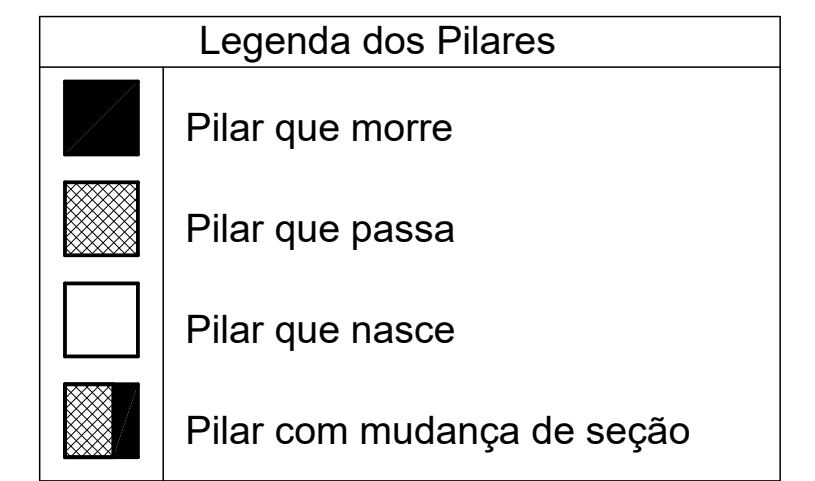 Legenda dos Pilares
Pilar que morre
Pilar que passa
Pilar que nasce
Pilar com mudança de seção